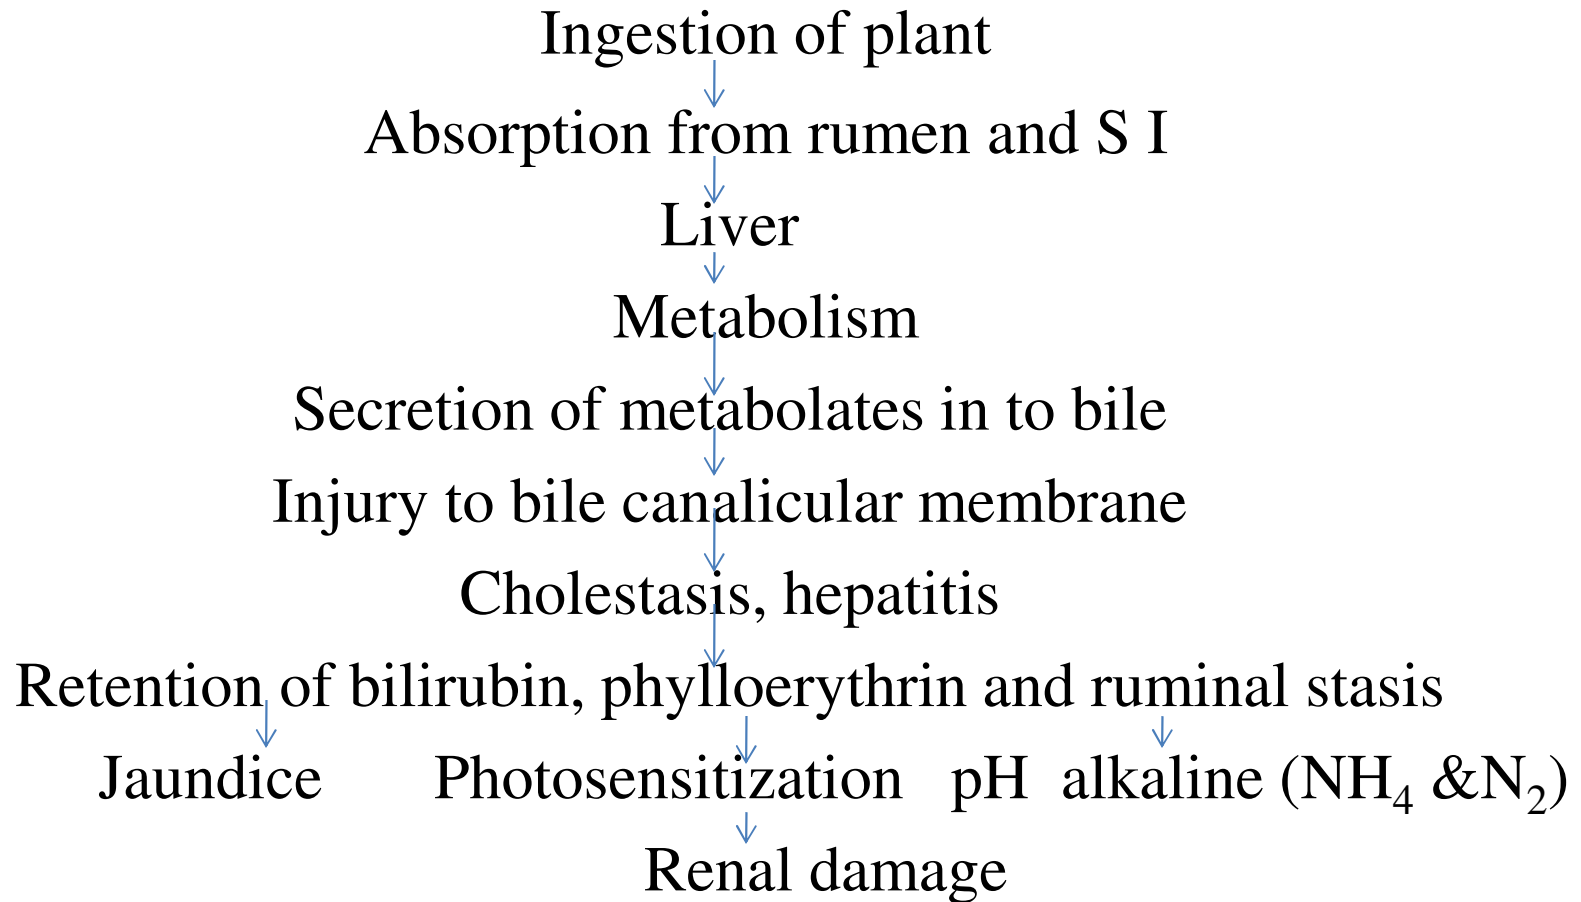 Ingestion of plant
Absorption from rumen and S I
Liver
Metabolism
Secretion of metabolates in to bile
Injury to bile canalicular membrane
Cholestasis, hepatitis
Retention of bilirubin, phylloerythrin and ruminal stasis
Jaundice Photosensitization pH alkaline (NH₄ &N₂)
Renal damage